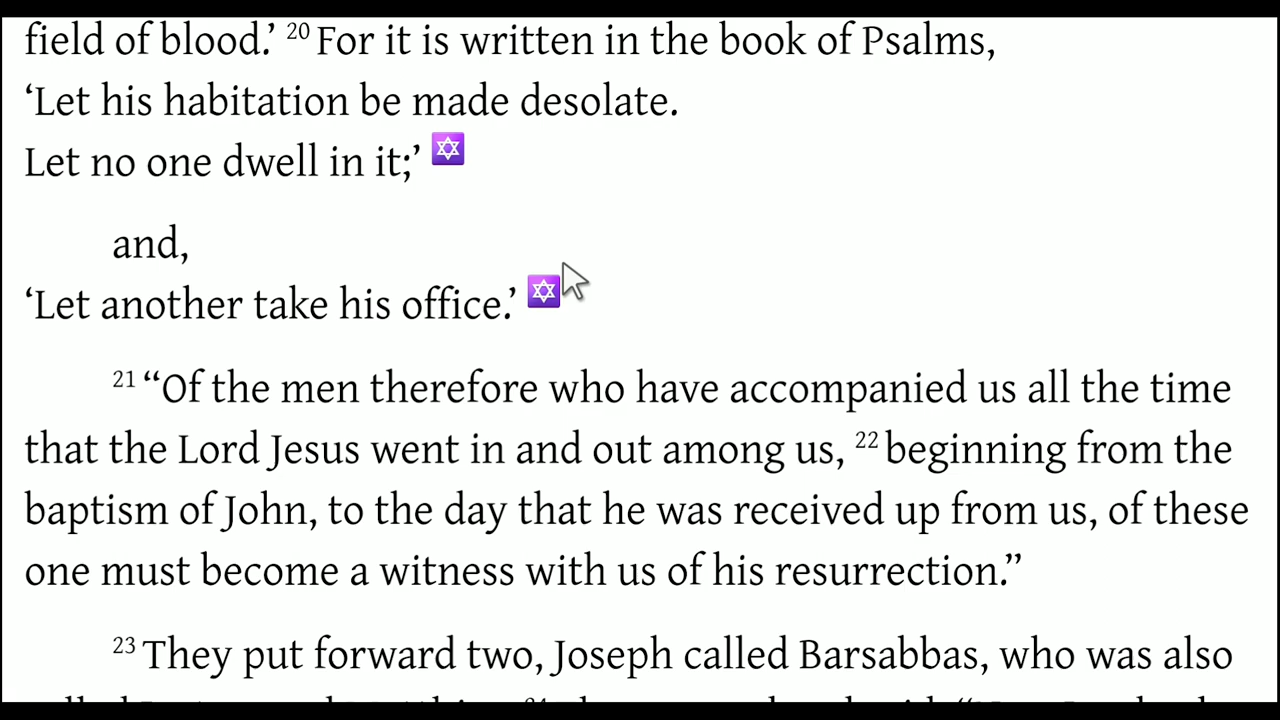 field of blood.’ 20 For it is written in the book of Psalms,
‘Let his habitation be made desolate.
Let no one dwell in it;’ ✡
and,
‘Let another take his office.’ ✡
21 “Of the men therefore who have accompanied us all the time
that the Lord Jesus went in and out among us, 22 beginning from the
baptism of John, to the day that he was received up from us, of these
one must become a witness with us of his resurrection.”
23 They put forward two, Joseph called Barsabbas, who was also